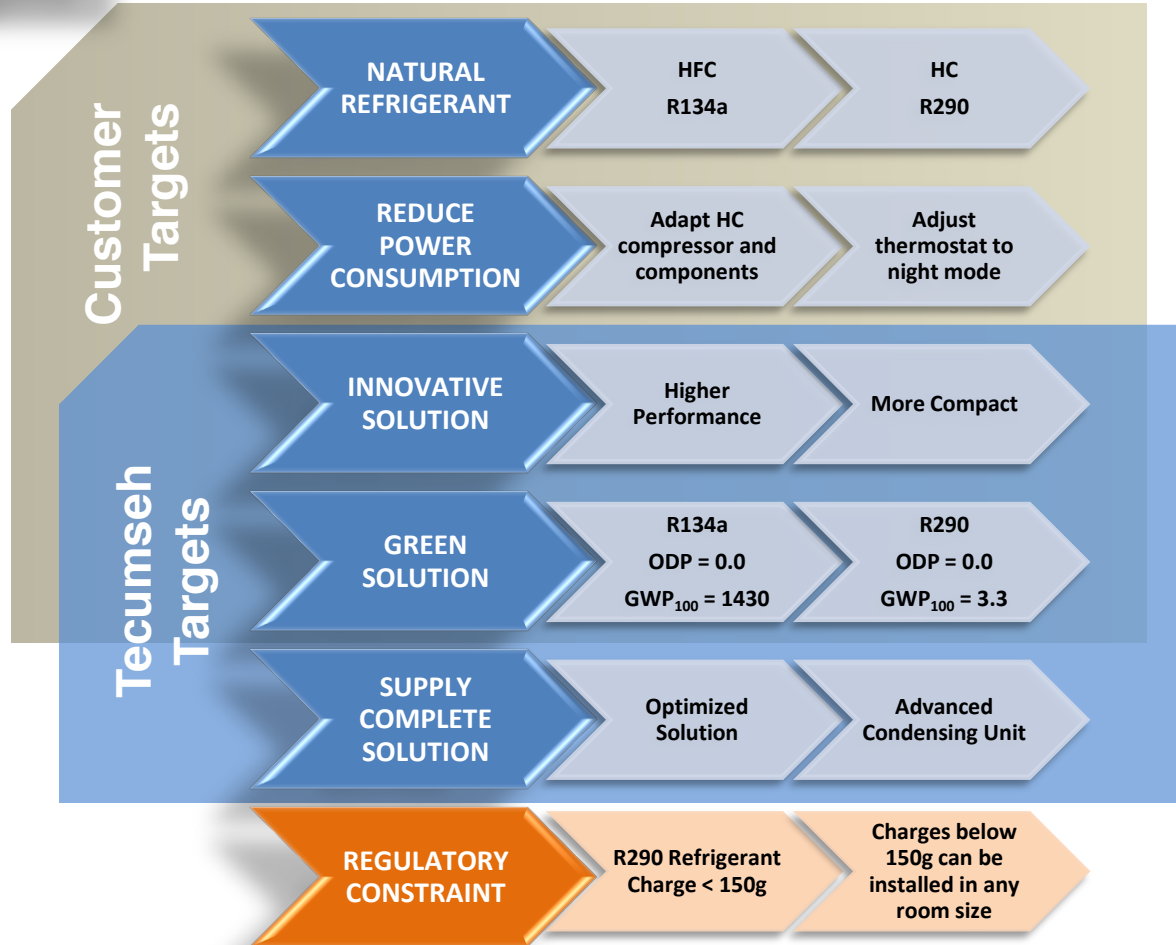 Customer
Targets
NATURAL
REFRIGERANT
HFC
R134a
HC
R290
REDUCE
POWER
CONSUMPTION
Adapt HC
compressor and
components
Adjust
thermostat to
night mode
Tecumseh
Targets
INNOVATIVE
SOLUTION
Higher
Performance
More Compact
GREEN
SOLUTION
R134a
ODP = 0.0
GWP₁₀₀ = 1430
R290
ODP = 0.0
GWP₁₀₀ = 3.3
SUPPLY
COMPLETE
SOLUTION
Optimized
Solution
Advanced
Condensing Unit
REGULATORY
CONSTRAINT
R290 Refrigerant
Charge < 150g
Charges below
150g can be
installed in any
room size